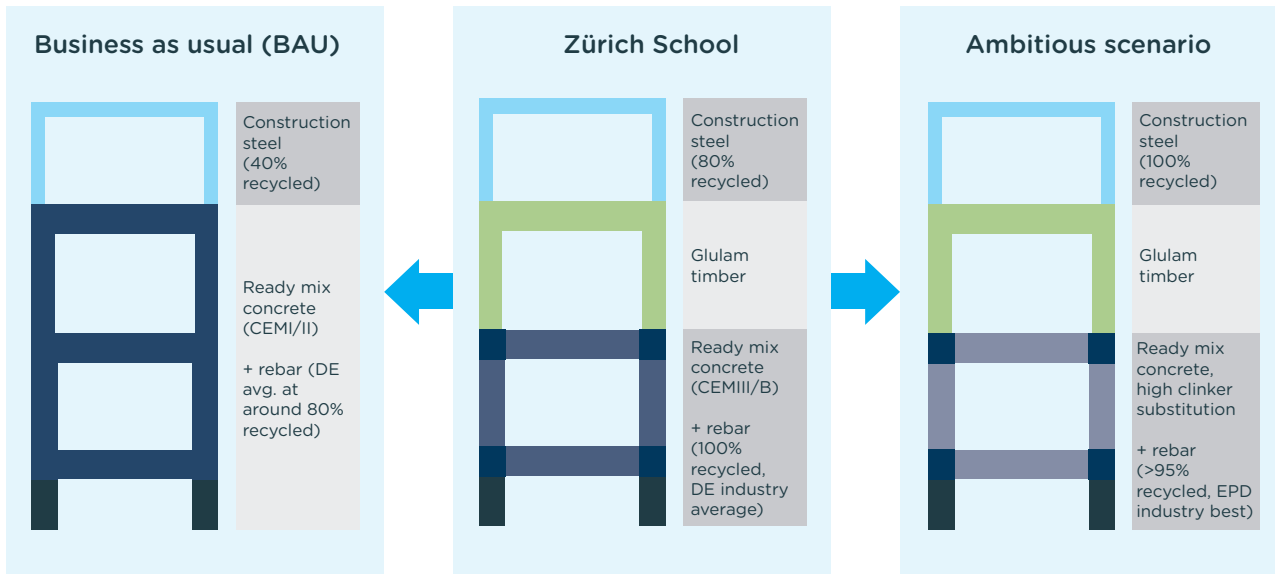 Business as usual (BAU)
Construction
steel
(40%
recycled)
Ready mix
concrete
(CEMI/II)
+ rebar (DE
avg. at
around 80%
recycled)
Zürich School
Construction
steel
(80%
recycled)
Glulam
timber
Ready mix
concrete
(CEMIII/B)
+ rebar
(100%
recycled,
DE industry
average)
Ambitious scenario
Construction
steel
(100%
recycled)
Glulam
timber
Ready mix
concrete,
high clinker
substitution
+ rebar
(>95%
recycled, EPD
industry best)